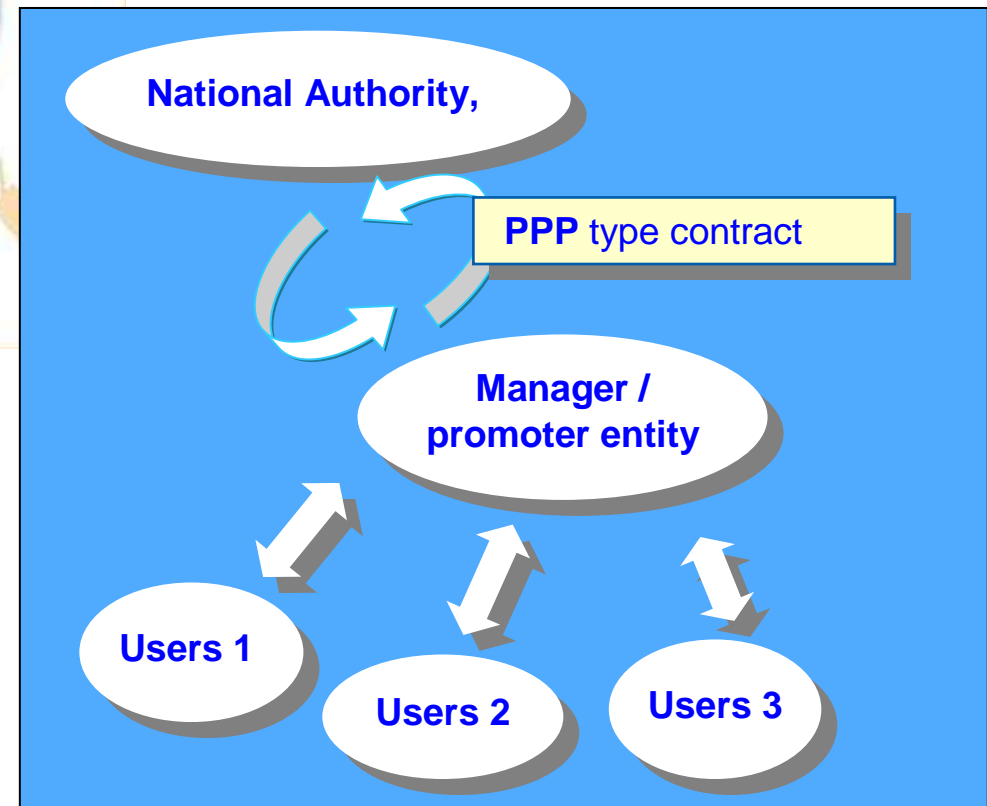 National Authority,
PPP type contract
Manager /
promoter entity
Users 1
Users 2
Users 3